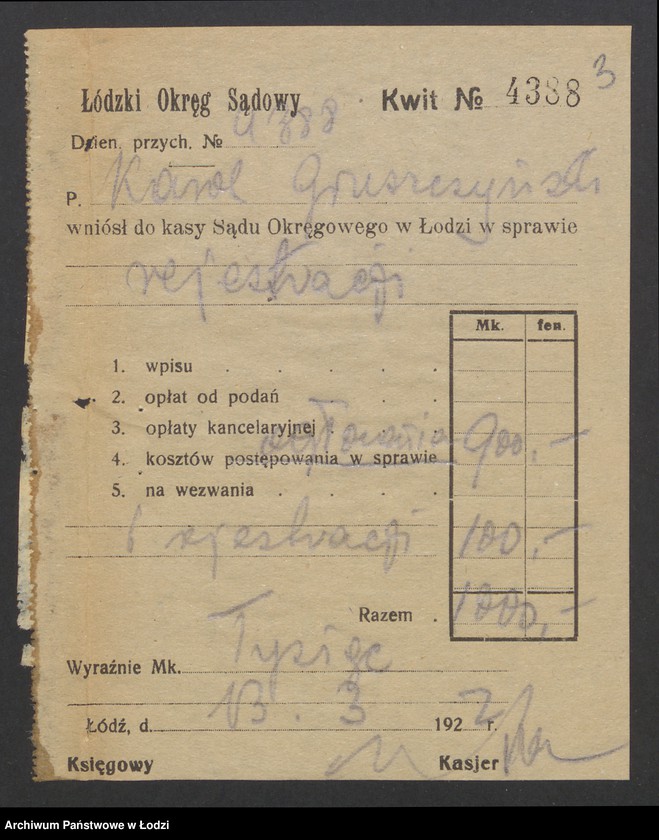 3
Łódzki Okręg Sądowy Kwit № 4388
Dzien. przych. № 4388
P. Karol Gruszczyński
wniósł do kasy Sądu Okręgowego w Łodzi w sprawie
rejestracji
Mk. fen.
1. wpisu . . . . .
2. opłat od podań . .
3. opłaty kancelaryjnej . .
4. kosztów postępowania w sprawie 900,-
5. na wezwania . . . .
rejestracji 100,-
Razem . 1000,-
Wyraźnie Mk. Tysiąc
Łódź, d. 13. 3 1922 r.
Księgowy Kasjer
Archiwum Państwowe w Łodzi